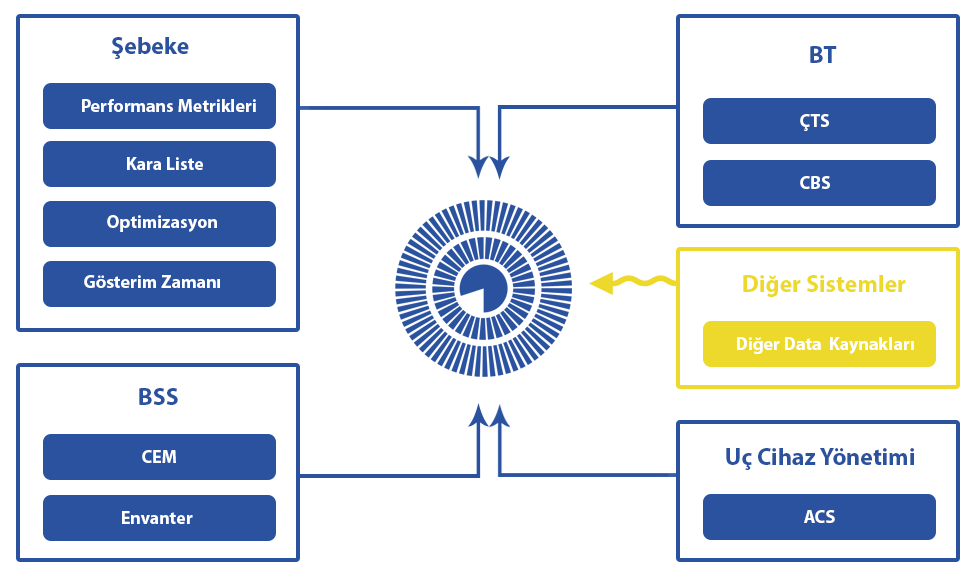 Şebeke
Performans Metrikleri
Kara Liste
Optimizasyon
Gösterim Zamanı
BSS
CEM
Envanter
BT
ÇTS
CBS
Diğer Sistemler
Diğer Data Kaynakları
Uç Cihaz Yönetimi
ACS